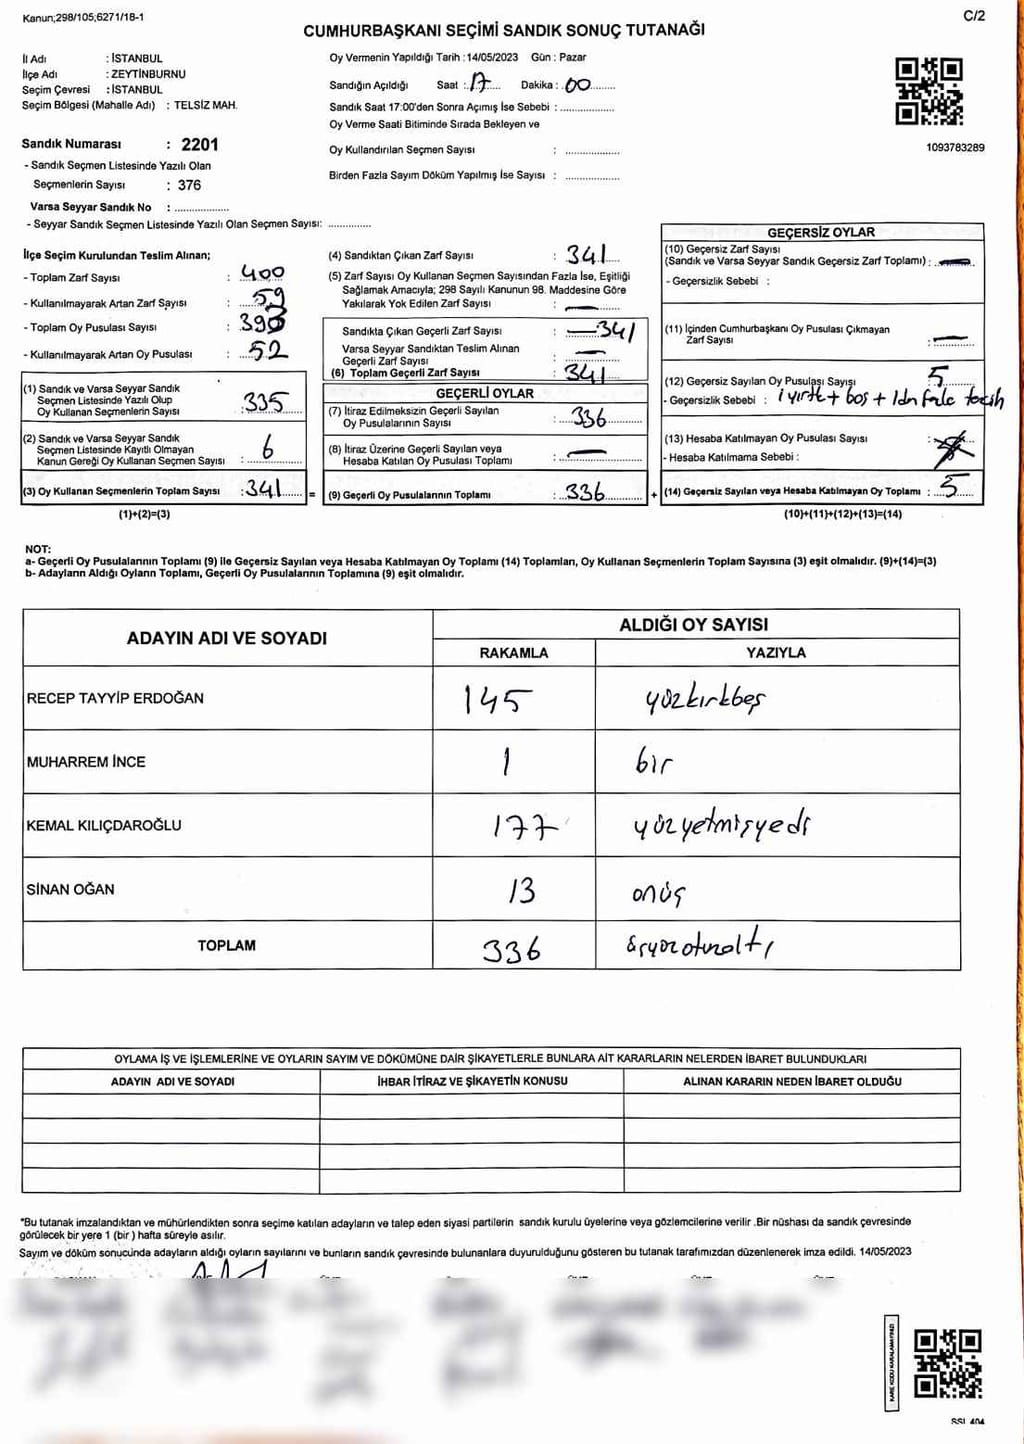 Kanun;298/105;6271/18-1
C/2
CUMHURBAŞKANI SEÇİMİ SANDIK SONUÇ TUTANAĞI
İl Adı : İSTANBUL
İlçe Adı : ZEYTİNBURNU
Seçim Çevresi : İSTANBUL
Seçim Bölgesi (Mahalle Adı) : TELSİZ MAH.
Oy Vermenin Yapıldığı Tarih : 14/05/2023 Gün : Pazar
Sandığın Açıldığı Saat : 17 Dakika : 00
Sandık Saat 17:00'den Sonra Açımış İse Sebebi :
Oy Verme Saati Bitiminde Sırada Bekleyen ve
Oy Kullandırılan Seçmen Sayısı :
Birden Fazla Sayım Döküm Yapılmış İse Sayısı :
1093783289
Sandık Numarası : 2201
- Sandık Seçmen Listesinde Yazılı Olan
Seçmenlerin Sayısı : 376
Varsa Seyyar Sandık No :
- Seyyar Sandık Seçmen Listesinde Yazılı Olan Seçmen Sayısı:
İlçe Seçim Kurulundan Teslim Alınan;
- Toplam Zarf Sayısı : 400
- Kullanılmayarak Artan Zarf Sayısı : 59
- Toplam Oy Pusulası Sayısı : 393
- Kullanılmayarak Artan Oy Pusulası : 52
(1) Sandık ve Varsa Seyyar Sandık
Seçmen Listesinde Yazılı Olup
Oy Kullanan Seçmenlerin Sayısı : 335
(2) Sandık ve Varsa Seyyar Sandık
Seçmen Listesinde Kayıtlı Olmayan
Kanun Gereği Oy Kullanan Seçmen Sayısı : 6
(3) Oy Kullanan Seçmenlerin Toplam Sayısı : 341 =
(1)+(2)=(3)
(4) Sandıktan Çıkan Zarf Sayısı : 341
(5) Zarf Sayısı Oy Kullanan Seçmen Sayısından Fazla İse, Eşitliği
Sağlamak Amacıyla; 298 Sayılı Kanunun 98. Maddesine Göre
Yakılarak Yok Edilen Zarf Sayısı : —
Sandıkta Çıkan Geçerli Zarf Sayısı : —341
Varsa Seyyar Sandıktan Teslim Alınan
Geçerli Zarf Sayısı : —
(6) Toplam Geçerli Zarf Sayısı : 341
GEÇERLİ OYLAR
(7) İtiraz Edilmeksizin Geçerli Sayılan
Oy Pusulalarının Sayısı : 336
(8) İtiraz Üzerine Geçerli Sayılan veya
Hesaba Katılan Oy Pusulası Toplamı : —
(9) Geçerli Oy Pusulalarının Toplamı : 336 +
GEÇERSİZ OYLAR
(10) Geçersiz Zarf Sayısı
(Sandık ve Varsa Seyyar Sandık Geçersiz Zarf Toplamı) : —
- Geçersizlik Sebebi :
(11) İçinden Cumhurbaşkanı Oy Pusulası Çıkmayan
Zarf Sayısı : —
(12) Geçersiz Sayılan Oy Pusulası Sayısı : 5
- Geçersizlik Sebebi : yırtık + boş + 1dn fazla tercih
(13) Hesaba Katılmayan Oy Pusulası Sayısı :
- Hesaba Katılmama Sebebi :
(14) Geçersiz Sayılan veya Hesaba Katılmayan Oy Toplamı : 5
(10)+(11)+(12)+(13)=(14)
NOT:
a- Geçerli Oy Pusulalarının Toplamı (9) İle Geçersiz Sayılan veya Hesaba Katılmayan Oy Toplamı (14) Toplamları, Oy Kullanan Seçmenlerin Toplam Sayısına (3) eşit olmalıdır. (9)+(14)=(3)
b- Adayların Aldığı Oyların Toplamı, Geçerli Oy Pusulalarının Toplamına (9) eşit olmalıdır.
ADAYIN ADI VE SOYADI
ALDIĞI OY SAYISI
RAKAMLA YAZIYLA
RECEP TAYYİP ERDOĞAN 145 yüzkırkbeş
MUHARREM İNCE 1 bir
KEMAL KILIÇDAROĞLU 177 yüzyetmişyedi
SİNAN OĞAN 13 onüç
TOPLAM 336 üçyüzotuzaltı
OYLAMA İŞ VE İŞLEMLERİNE VE OYLARIN SAYIM VE DÖKÜMÜNE DAİR ŞİKAYETLERLE BUNLARA AİT KARARLARIN NELERDEN İBARET BULUNDUKLARI
ADAYIN ADI VE SOYADI İHBAR İTİRAZ VE ŞİKAYETİN KONUSU ALINAN KARARIN NEDEN İBARET OLDUĞU
*Bu tutanak imzalandıktan ve mühürlendikten sonra seçime katılan adayların ve talep eden siyasi partilerin sandık kurulu üyelerine veya gözlemcilerine verilir .Bir nüshası da sandık çevresinde
görülecek bir yere 1 (bir ) hafta süreyle asılır.
Sayım ve döküm sonucunda adayların aldığı oyların sayılarını ve bunların sandık çevresinde bulunanlara duyurulduğunu gösteren bu tutanak tarafımızdan düzenlenerek imza edildi. 14/05/2023
KARE KODU KARALAMAYINIZ!
SSI 404